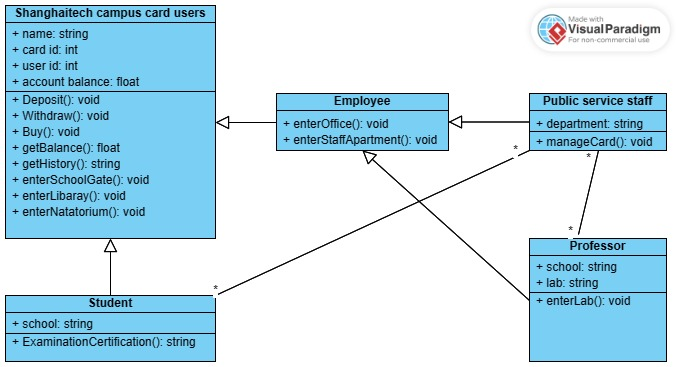 Shanghaitech campus card users
+ name: string
+ card id: int
+ user id: int
+ account balance: float
+ Deposit(): void
+ Withdraw(): void
+ Buy(): void
+ getBalance(): float
+ getHistory(): string
+ enterSchoolGate(): void
+ enterLibaray(): void
+ enterNatatorium(): void
Made with
VisualParadigm
For non-commercial use
Employee
+ enterOffice(): void
+ enterStaffApartment(): void
Public service staff
+ department: string
+ manageCard(): void
*
*
*
*
Professor
+ school: string
+ lab: string
+ enterLab(): void
Student
+ school: string
+ ExaminationCertification(): string